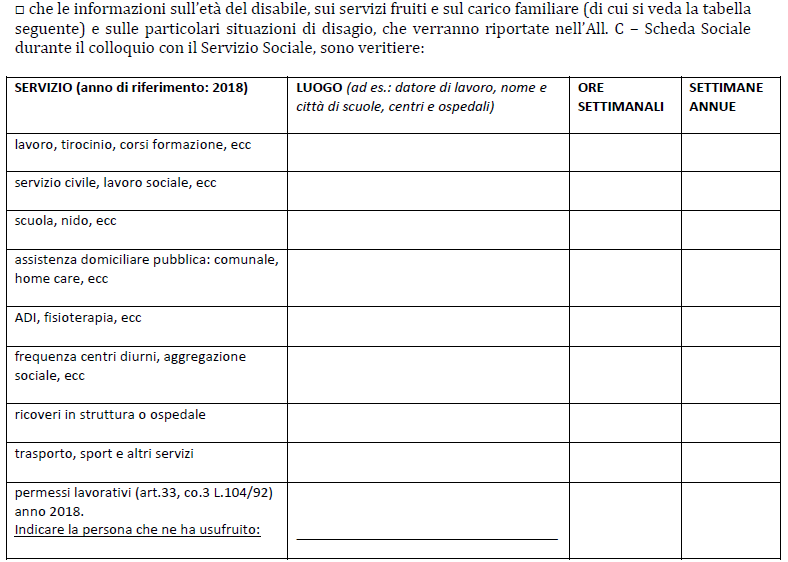 □ che le informazioni sull'età del disabile, sui servizi fruiti e sul carico familiare (di cui si veda la tabella
seguente) e sulle particolari situazioni di disagio, che verranno riportate nell'All. C – Scheda Sociale
durante il colloquio con il Servizio Sociale, sono veritiere:
SERVIZIO (anno di riferimento: 2018)
LUOGO (ad es.: datore di lavoro, nome e
città di scuole, centri e ospedali)
ORE
SETTIMANALI
SETTIMANE
ANNUE
lavoro, tirocinio, corsi formazione, ecc
servizio civile, lavoro sociale, ecc
scuola, nido, ecc
assistenza domiciliare pubblica: comunale,
home care, ecc
ADI, fisioterapia, ecc
frequenza centri diurni, aggregazione
sociale, ecc
ricoveri in struttura o ospedale
trasporto, sport e altri servizi
permessi lavorativi (art.33, co.3 L.104/92)
anno 2018.
Indicare la persona che ne ha usufruito: